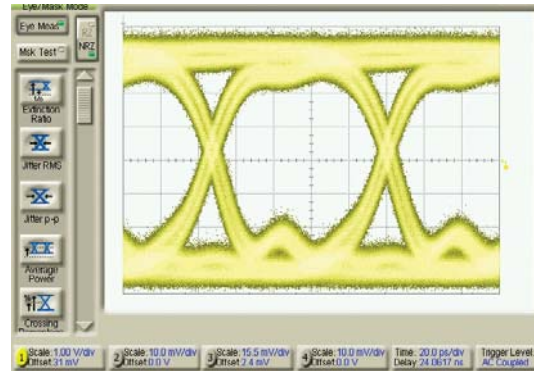 Eye/Mask Mode
Eye Meas
RZ
NRZ
Msk Test
Extinction
Ratio
Jitter RMS
Jitter p-p
Average
Power
Crossing
1 Scale: 1.00 V/div
Offset: 31 mV
2 Scale: 10.0 mV/div
Offset: 0.0 V
3 Scale: 15.5 mV/div
Offset: 2.4 mV
4 Scale: 10.0 mV/div
Offset: 0.0 V
Time: 20.0 ps/div
Delay: 24.0617 ns
Trigger Level:
AC Coupled